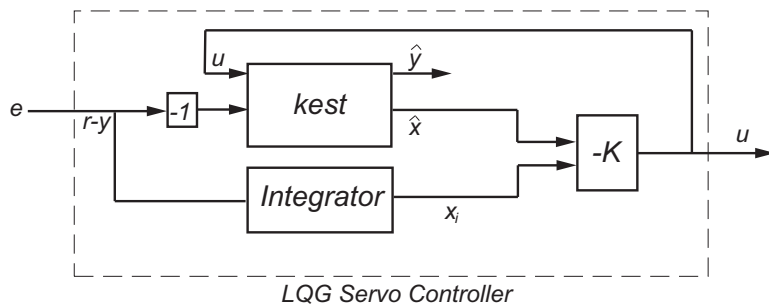 u
ŷ
e
r-y
-1
kest
x̂
-K
u
Integrator
xᵢ
LQG Servo Controller